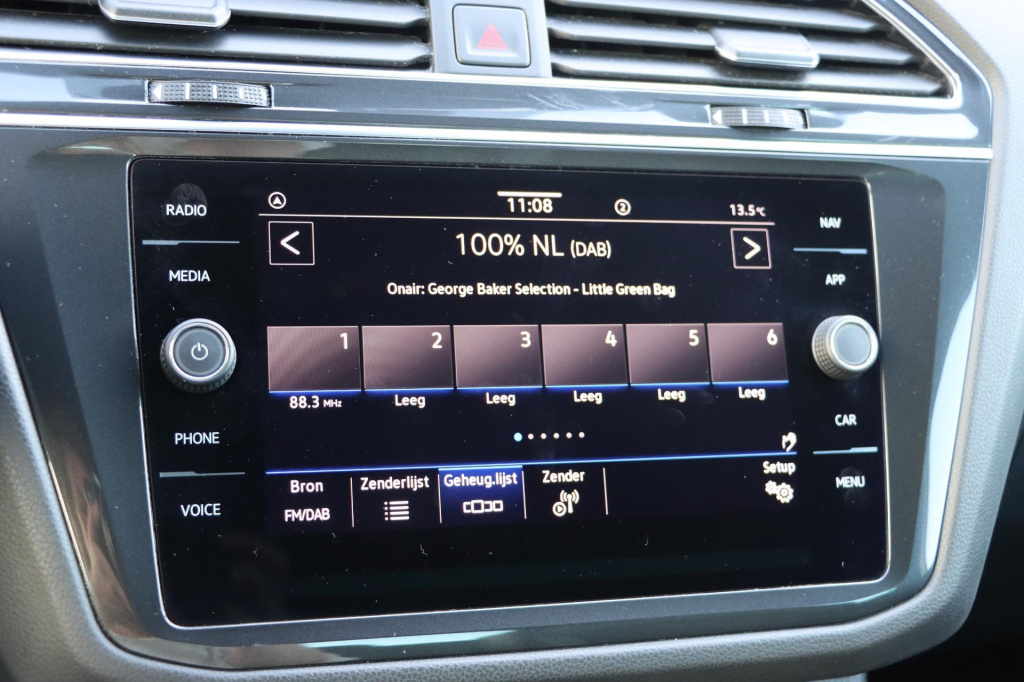 RADIO
MEDIA
PHONE
VOICE
11:08
2
13.5°C
100% NL (DAB)
Onair: George Baker Selection - Little Green Bag
1 2 3 4 5 6
88.3 MHz Leeg Leeg Leeg Leeg Leeg
Bron Zenderlijst Geheug.lijst Zender Setup
FM/DAB
NAV
APP
CAR
MENU